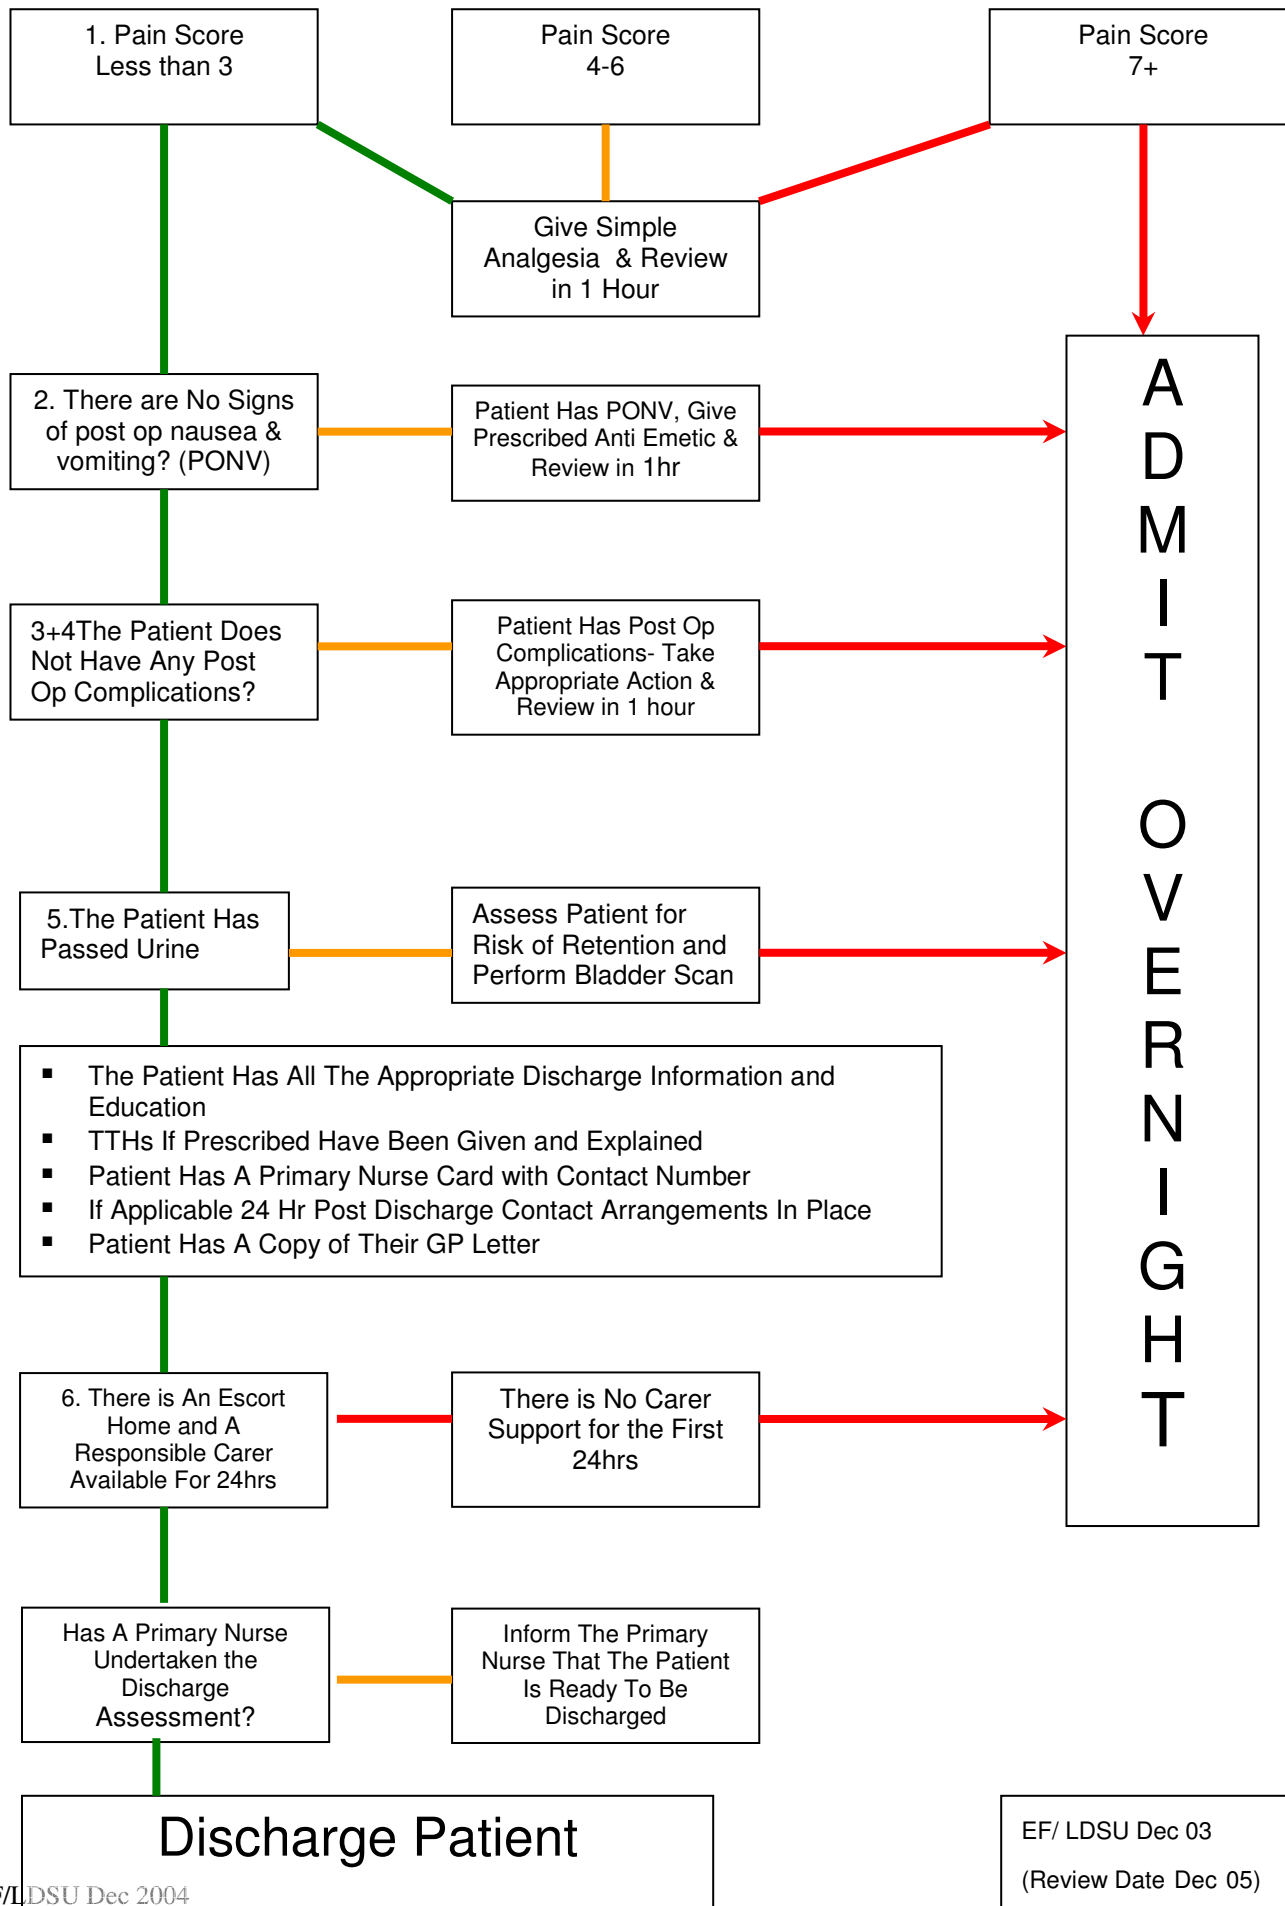 1. Pain Score
Less than 3
Pain Score
4-6
Pain Score
7+
Give Simple
Analgesia & Review
in 1 Hour
2. There are No Signs
of post op nausea &
vomiting? (PONV)
Patient Has PONV, Give
Prescribed Anti Emetic &
Review in 1hr
3+4The Patient Does
Not Have Any Post
Op Complications?
Patient Has Post Op
Complications- Take
Appropriate Action &
Review in 1 hour
5.The Patient Has
Passed Urine
Assess Patient for
Risk of Retention and
Perform Bladder Scan
A
D
M
I
T
O
V
E
R
N
I
G
H
T
▪ The Patient Has All The Appropriate Discharge Information and
Education
▪ TTHs If Prescribed Have Been Given and Explained
▪ Patient Has A Primary Nurse Card with Contact Number
▪ If Applicable 24 Hr Post Discharge Contact Arrangements In Place
▪ Patient Has A Copy of Their GP Letter
6. There is An Escort
Home and A
Responsible Carer
Available For 24hrs
There is No Carer
Support for the First
24hrs
Has A Primary Nurse
Undertaken the
Discharge
Assessment?
Inform The Primary
Nurse That The Patient
Is Ready To Be
Discharged
Discharge Patient
EF/ LDSU Dec 03
(Review Date Dec 05)
F/LDSU Dec 2004